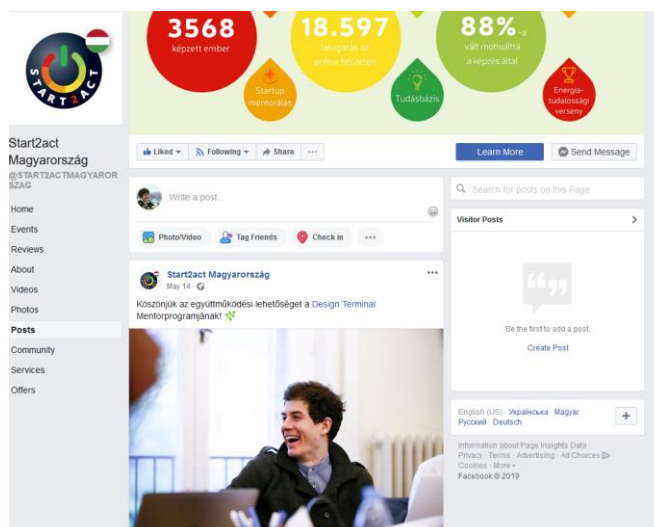 3568
képzett ember
18.597
látogatás az
online felületen
88%-a
vált motiválttá
a képzés által
Startup
mentorálás
Tudásbázis
Energia-
tudatossági
verseny
START2ACT
Start2act
Magyarország
@START2ACTMAGYAROR
SZAG
Home
Events
Reviews
About
Videos
Photos
Posts
Community
Services
Offers
Liked
Following
Share
Learn More
Send Message
Write a post...
Photo/Video
Tag Friends
Check in
Start2act Magyarország
May 14
Köszönjük az együttműködési lehetőséget a Design Terminal
Mentorprogramjának!
Search for posts on this Page
Visitor Posts
Be the first to add a post.
Create Post
English (US) · Українська · Magyar ·
Русский · Deutsch
Information about Page Insights Data
Privacy · Terms · Advertising · Ad Choices ·
Cookies · More
Facebook © 2019